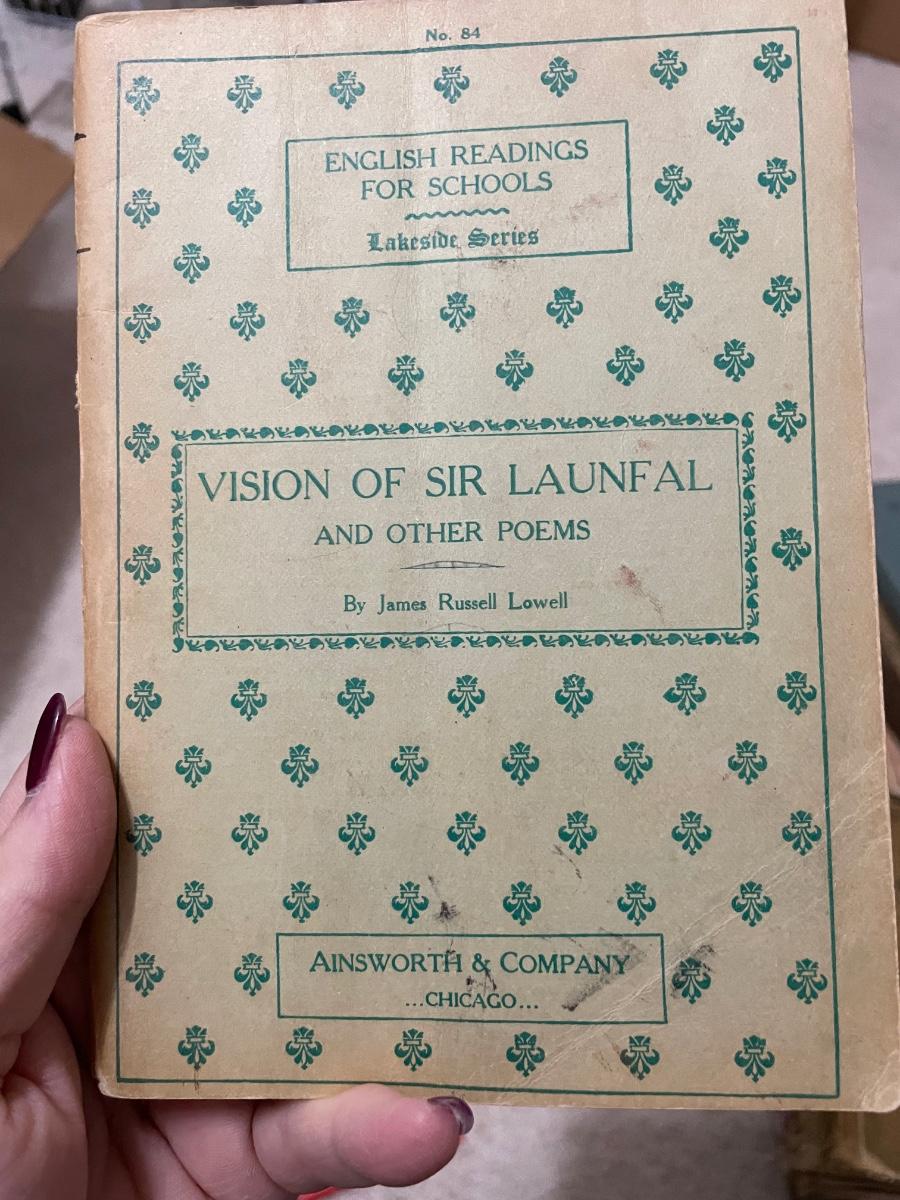 No. 84
ENGLISH READINGS
FOR SCHOOLS
Lakeside Series
VISION OF SIR LAUNFAL
AND OTHER POEMS
By James Russell Lowell
AINSWORTH & COMPANY
...CHICAGO...